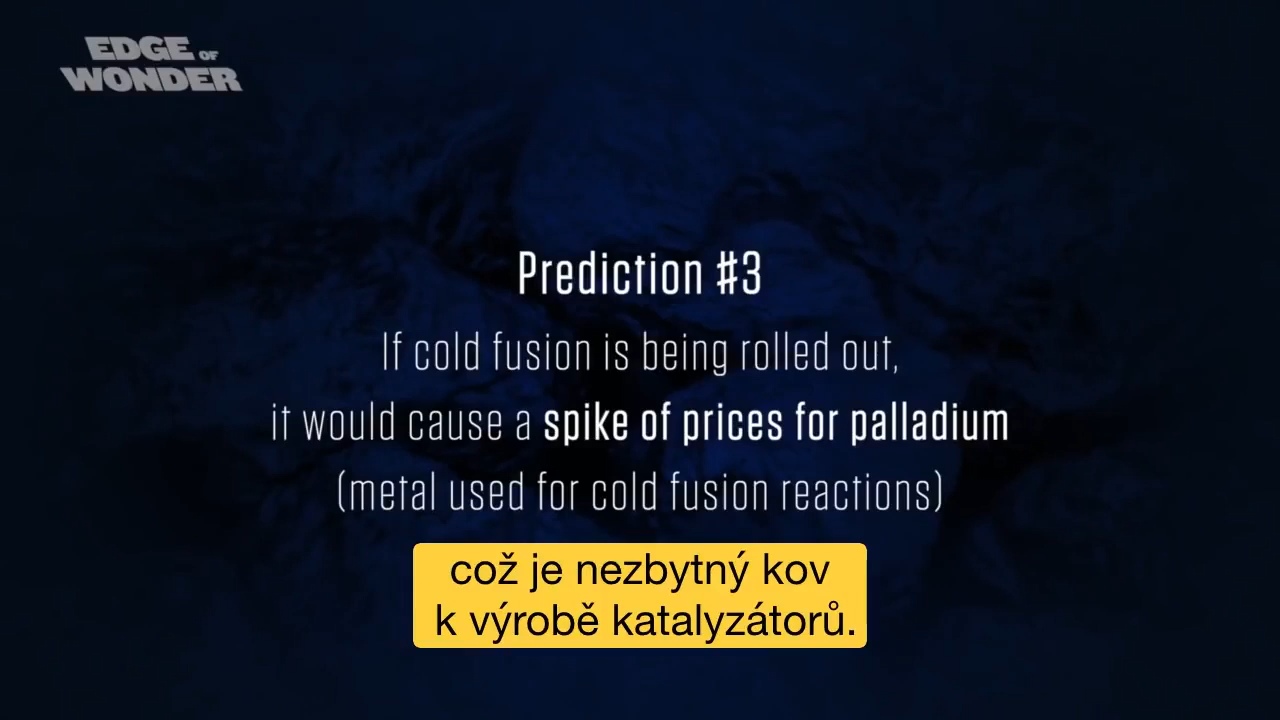 EDGE OF
WONDER
Prediction #3
If cold fusion is being rolled out,
it would cause a spike of prices for palladium
(metal used for cold fusion reactions)
což je nezbytný kov
k výrobě katalyzátorů.